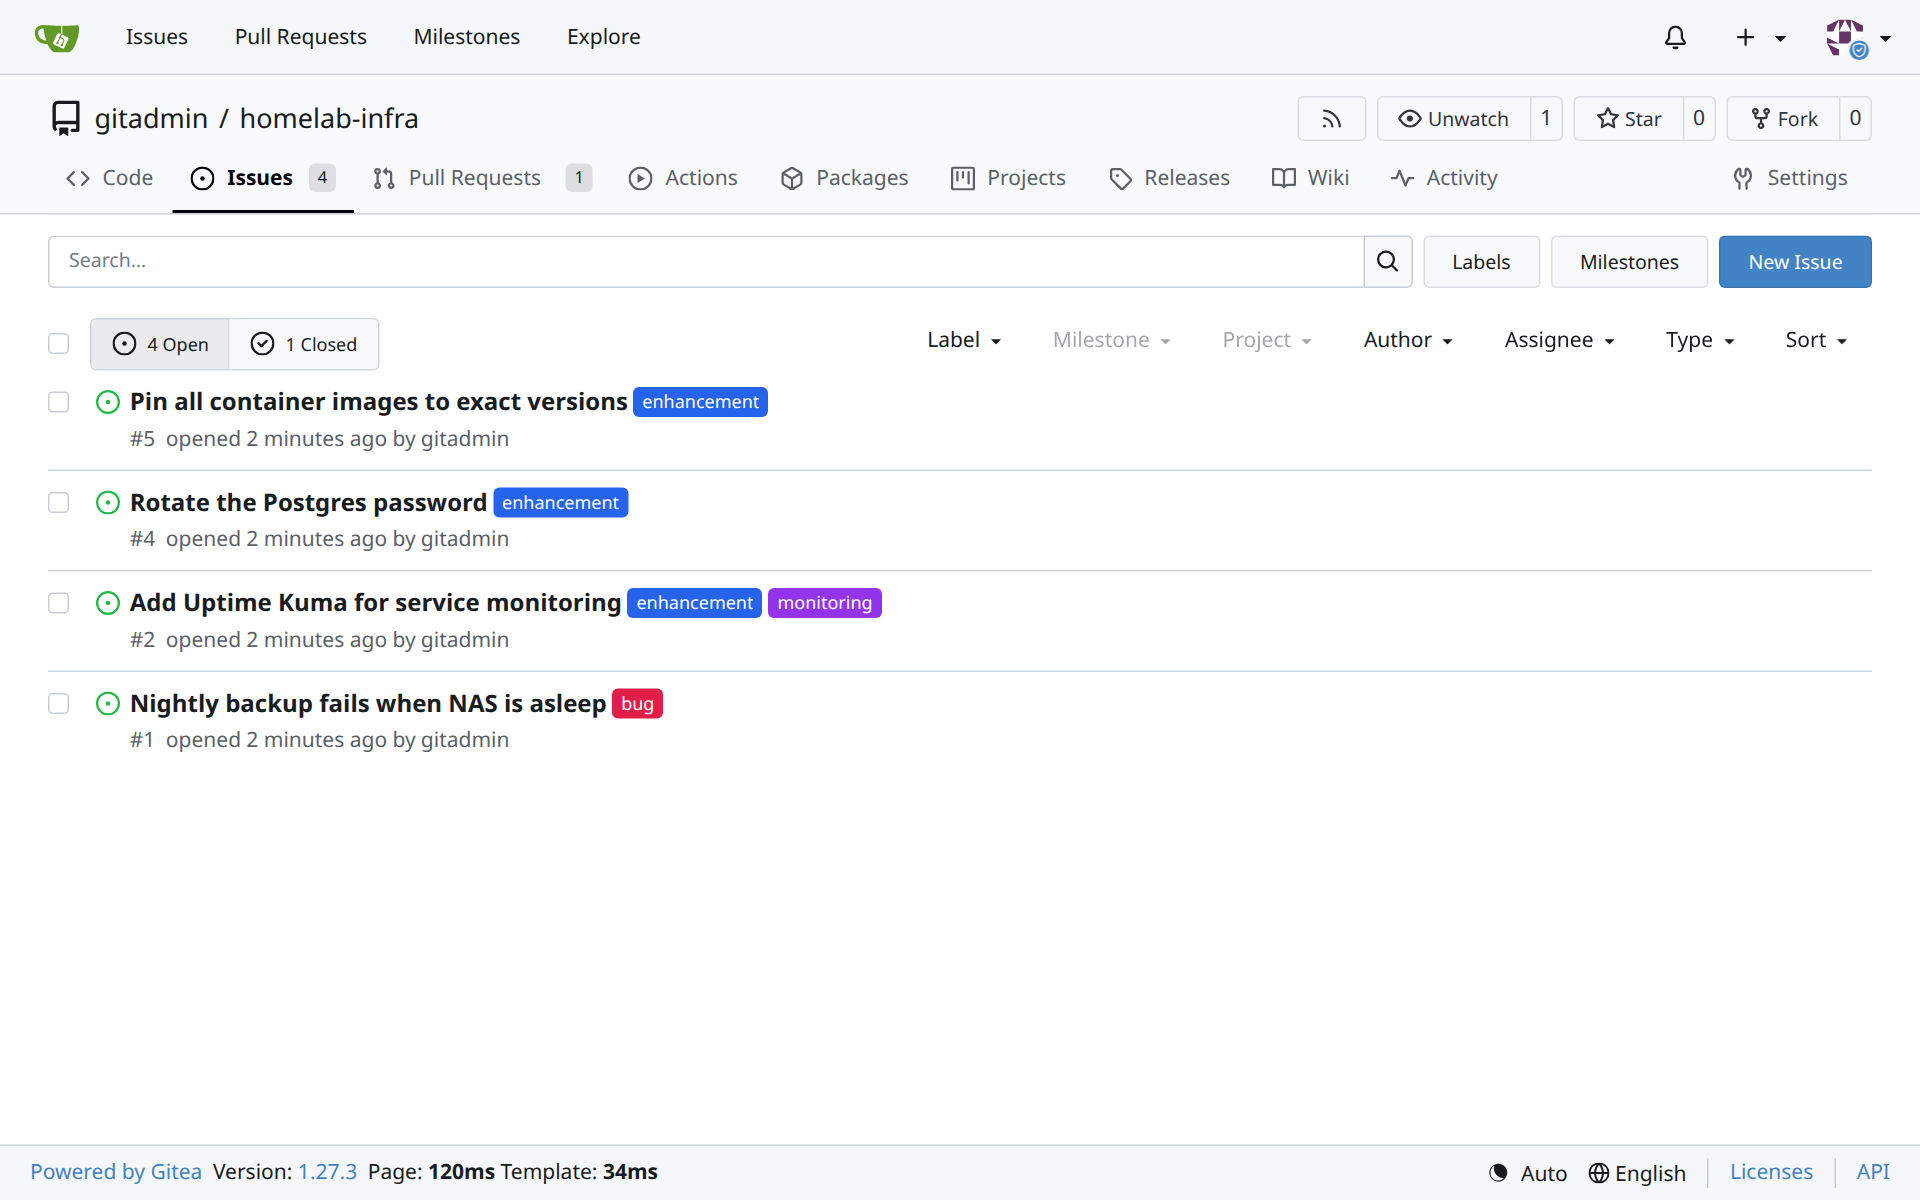 Issues Pull Requests Milestones Explore
gitadmin / homelab-infra
Unwatch 1 Star 0 Fork 0
Code Issues 4 Pull Requests 1 Actions Packages Projects Releases Wiki Activity Settings
Search... Labels Milestones New Issue
4 Open 1 Closed Label Milestone Project Author Assignee Type Sort
Pin all container images to exact versions enhancement
#5 opened 2 minutes ago by gitadmin
Rotate the Postgres password enhancement
#4 opened 2 minutes ago by gitadmin
Add Uptime Kuma for service monitoring enhancement monitoring
#2 opened 2 minutes ago by gitadmin
Nightly backup fails when NAS is asleep bug
#1 opened 2 minutes ago by gitadmin
Powered by Gitea Version: 1.27.3 Page: 120ms Template: 34ms Auto English Licenses API